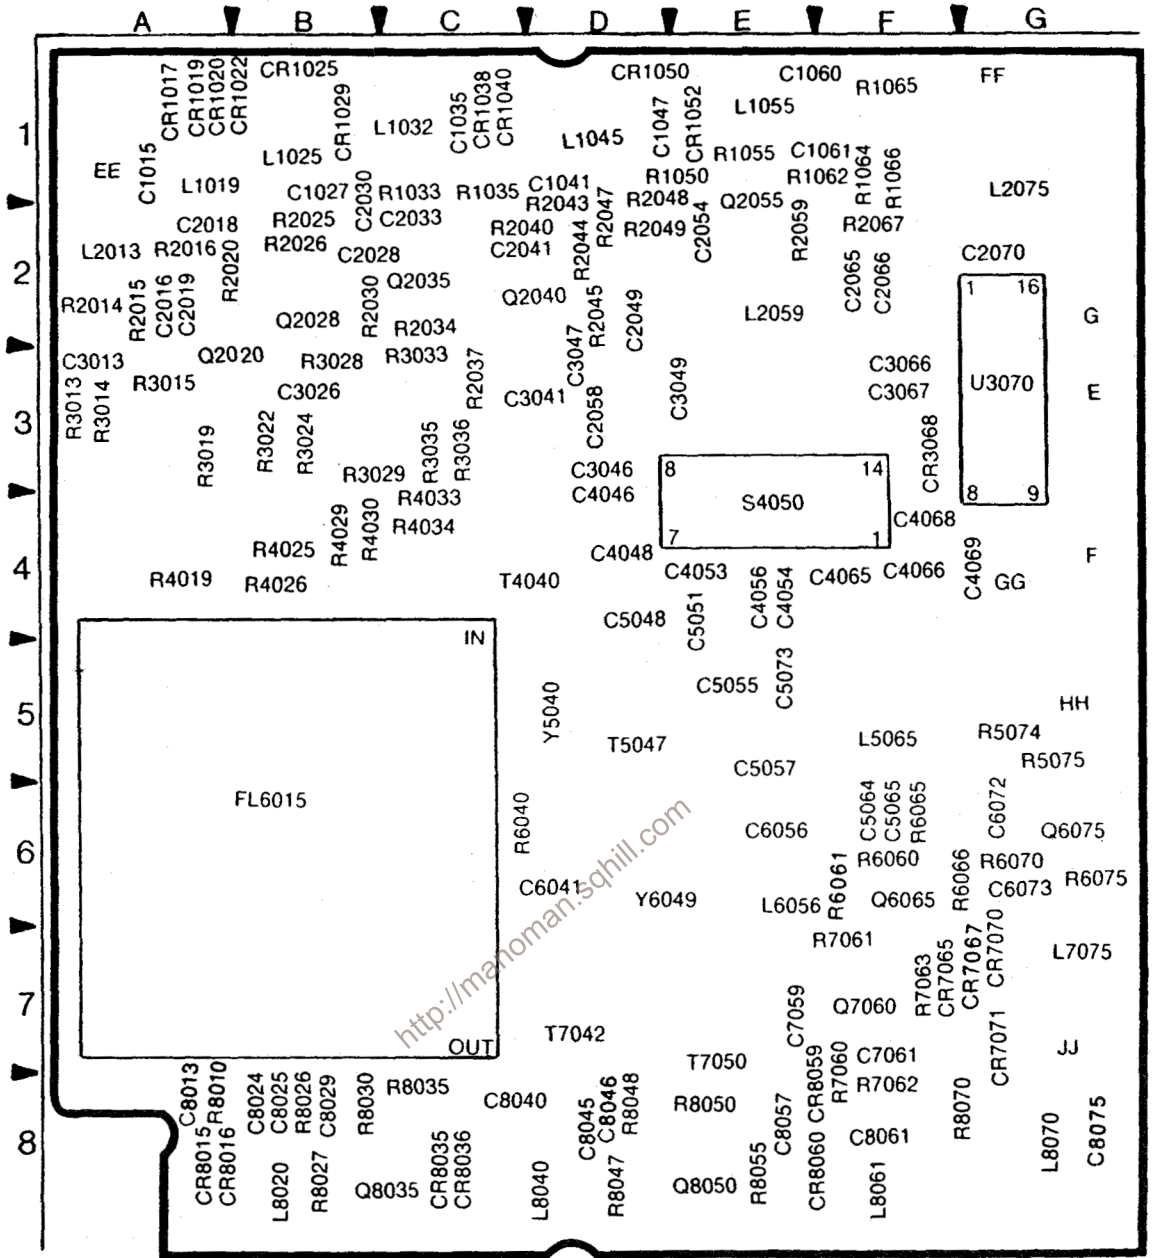 A B C D E F G
CR1017 CR1019 CR1020 CR1022 CR1025 CR1029 L1032 C1035 CR1038 CR1040 CR1050 C1060 R1065 FF
L1055
1
EE C1015 L1025 L1045 C1047 CR1052 R1055 C1061 R1064 R1066
L1019 C1027 C2030 R1033 R1035 C1041 R1050 R1062 L2075
R2043 R2047 R2048 Q2055
C2018 R2025 C2033 R2040 R2049 C2054 R2059 R2067
L2013 R2016 R2020 R2026 C2028 C2041 R2044 C2070
2
R2014 R2015 C2016 C2019 R2030 Q2035 Q2040 R2045 C2049 C2065 C2066 1 16
Q2028 R2034 L2059 G
C3013 Q2020 R3028 R3033 R2037 C3047 C3066
R3013 R3014 R3015 C3026 C3041 C2058 C3049 C3067 U3070 E
3
R3019 R3022 R3024 R3035 R3036 CR3068
R3029 C3046 8 14
R4033 C4046 S4050 8 9
R4029 R4030 R4034 7 1 C4068
R4025 C4048 C4069 F
4
R4019 R4026 T4040 C4053 C4056 C4054 C4065 C4066 GG
C5048 C5051
IN
C5055 C5073
5
Y5040 T5047 L5065 R5074 HH
C5057 R5075
FL6015 R6040 C5064 C5065 R6065 C6072
6
C6056 Q6075
R6060 R6070
C6041 Y6049 L6056 R6061 Q6065 R6066 C6073 R6075
R7061 CR7070 L7075
7
C7059 Q7060 R7063 CR7065 CR7067
http://manoman.sqhill.com
T7042 JJ
OUT T7050 C7061 CR7071
C8013 R8010 C8024 C8025 R8026 C8029 R8030 R8035 CR8059 R7060 R7062
C8040 C8045 C8046 R8048 R8050 C8057 R8070
8
C8061 L8070 C8075
CR8015 CR8016 L8020 R8027 Q8035 CR8035 CR8036 L8040 R8047 Q8050 R8055 CR8060 L8061